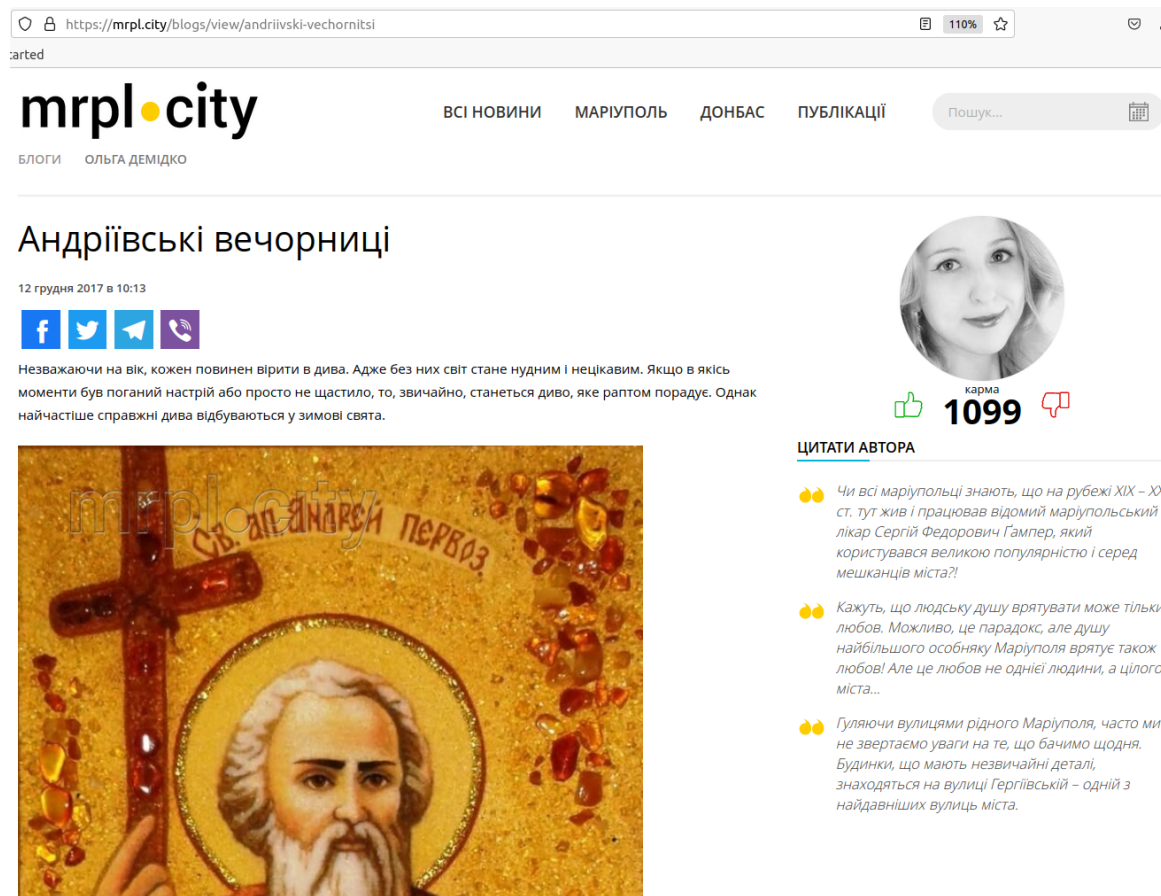 https://mrpl.city/blogs/view/andriivski-vechornitsi
110%
tarted
mrpl city
ВСІ НОВИНИ
МАРІУПОЛЬ
ДОНБАС
ПУБЛІКАЦІЇ
Пошук...
БЛОГИ
ОЛЬГА ДЕМІДКО
Андріївські вечорниці
12 грудня 2017 в 10:13
Незважаючи на вік, кожен повинен вірити в дива. Адже без них світ стане нудним і нецікавим. Якщо в якісь
моменти був поганий настрій або просто не щастило, то, звичайно, станеться диво, яке раптом порадує. Однак
найчастіше справжні дива відбуваються у зимові свята.
mrpl.city
СВ. АП. АНДРЕЙ ПЕРВОЗ
карма
1099
ЦИТАТИ АВТОРА
Чи всі маріупольці знають, що на рубежі XIX – XX
ст. тут жив і працював відомий маріупольський
лікар Сергій Федорович Ґампер, який
користувався великою популярністю і серед
мешканців міста?!
Кажуть, що людську душу врятувати може тільки
любов. Можливо, це парадокс, але душу
найбільшого особняку Маріуполя врятує також
любов! Але це любов не однієї людини, а цілого
міста...
Гуляючи вулицями рідного Маріуполя, часто ми
не звертаємо уваги на те, що бачимо щодня.
Будинки, що мають незвичайні деталі,
знаходяться на вулиці Гергіївській – одній з
найдавніших вулиць міста.